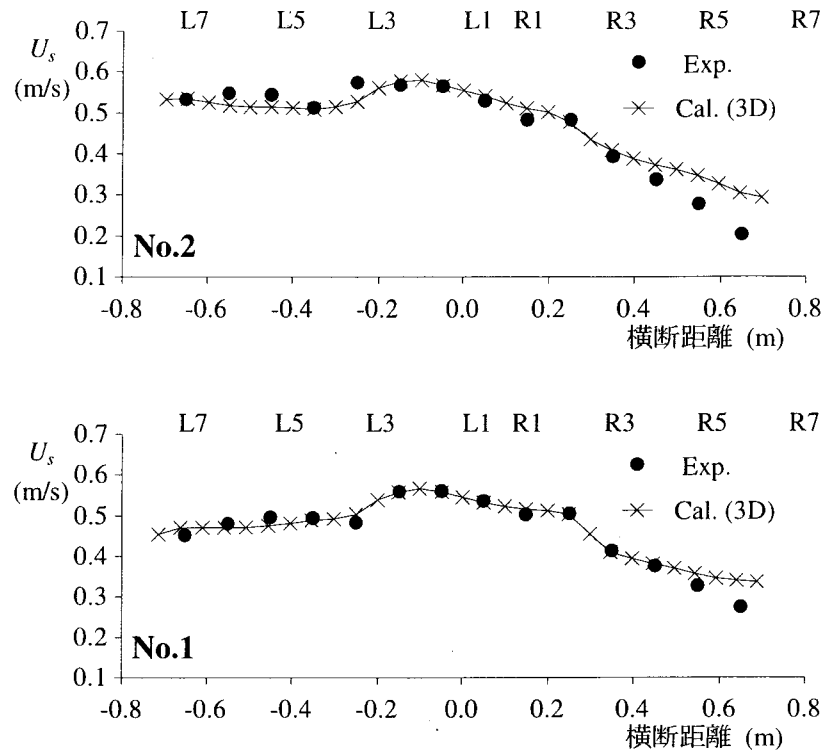 L7 L5 L3 L1 R1 R3 R5 R7
0.7
Us
(m/s)
0.6
0.5
0.4
0.3
0.2
0.1
● Exp.
× Cal. (3D)
No.2
-0.8 -0.6 -0.4 -0.2 0.0 0.2 0.4 0.6 0.8
横断距離 (m)
L7 L5 L3 L1 R1 R3 R5 R7
0.7
Us
(m/s)
0.6
0.5
0.4
0.3
0.2
0.1
● Exp.
× Cal. (3D)
No.1
-0.8 -0.6 -0.4 -0.2 0.0 0.2 0.4 0.6 0.8
横断距離 (m)